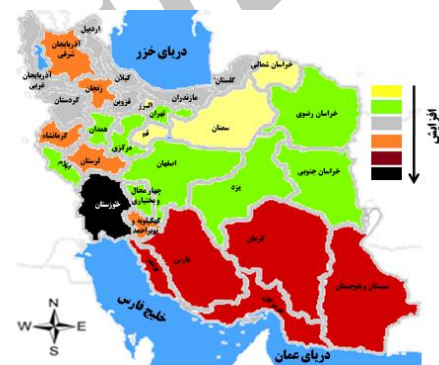 دریای خزر
اردبیل
آذربایجان
شرقی
آذربایجان
غربی
گیلان
زنجان
کردستان
قزوین
البرز
مازندران
گلستان
خراسان شمالی
تهران
سمنان
خراسان رضوی
همدان
قم
مرکزی
کرمانشاه
لرستان
ایلام
اصفهان
یزد
خراسان جنوبی
چهارمحال
و بختیاری
خوزستان
کهگیلویه و
بویراحمد
فارس
کرمان
سیستان و بلوچستان
خلیج فارس
دریای عمان
افزایش
N
W
E
S